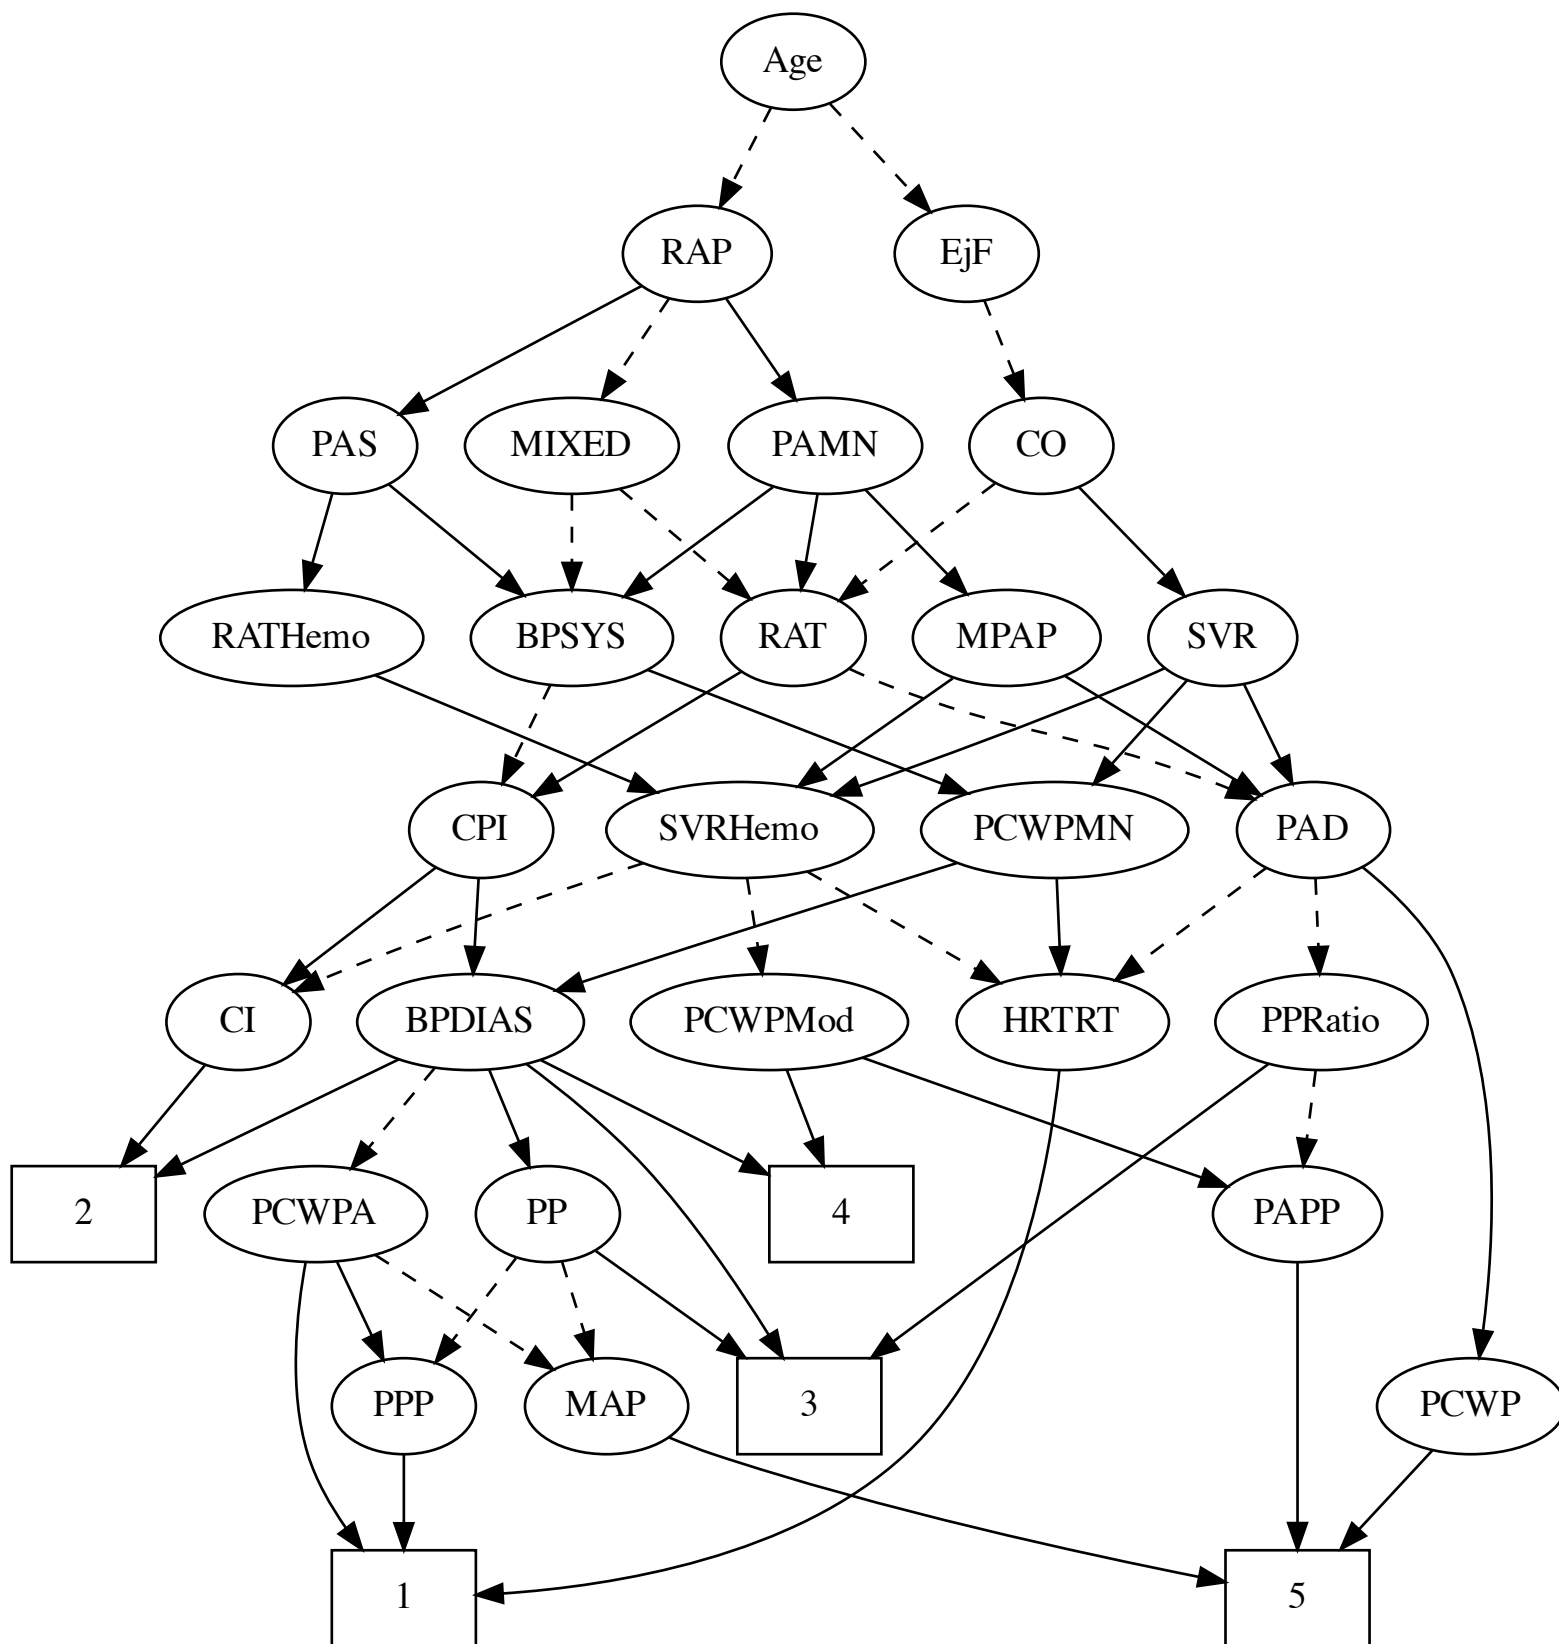 Age
RAP
EjF
PAS
MIXED
PAMN
CO
RATHemo
BPSYS
RAT
MPAP
SVR
CPI
SVRHemo
PCWPMN
PAD
CI
BPDIAS
PCWPMod
HRTRT
PPRatio
2
PCWPA
PP
4
PAPP
PPP
MAP
3
PCWP
1
5